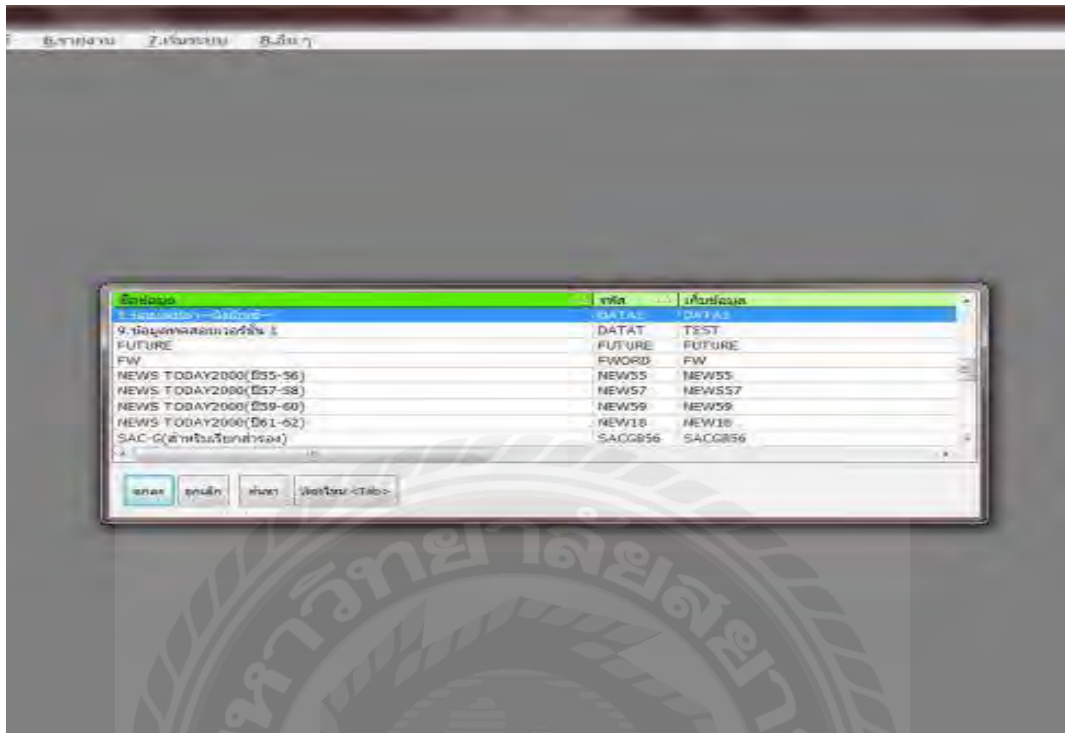 6.รายงาน 7.เริ่มระบบ 8.อื่น ๆ
ชื่อข้อมูล รหัส เก็บข้อมูล
9.ข้อมูลทดสอบเวอร์ชั่น 1 DATAT TEST
FUTURE FUTURE FUTURE
FW FWORD FW
NEWS TODAY2000(ปี55-56) NEW55 NEW55
NEWS TODAY2000(ปี57-58) NEW57 NEWS57
NEWS TODAY2000(ปี59-60) NEW59 NEW59
NEWS TODAY2000(ปี61-62) NEW18 NEW18
SAC-G(สำหรับเรียกสำรอง) SACG856 SACG856
ตกลง ยกเลิก ค้นหา <Tab>